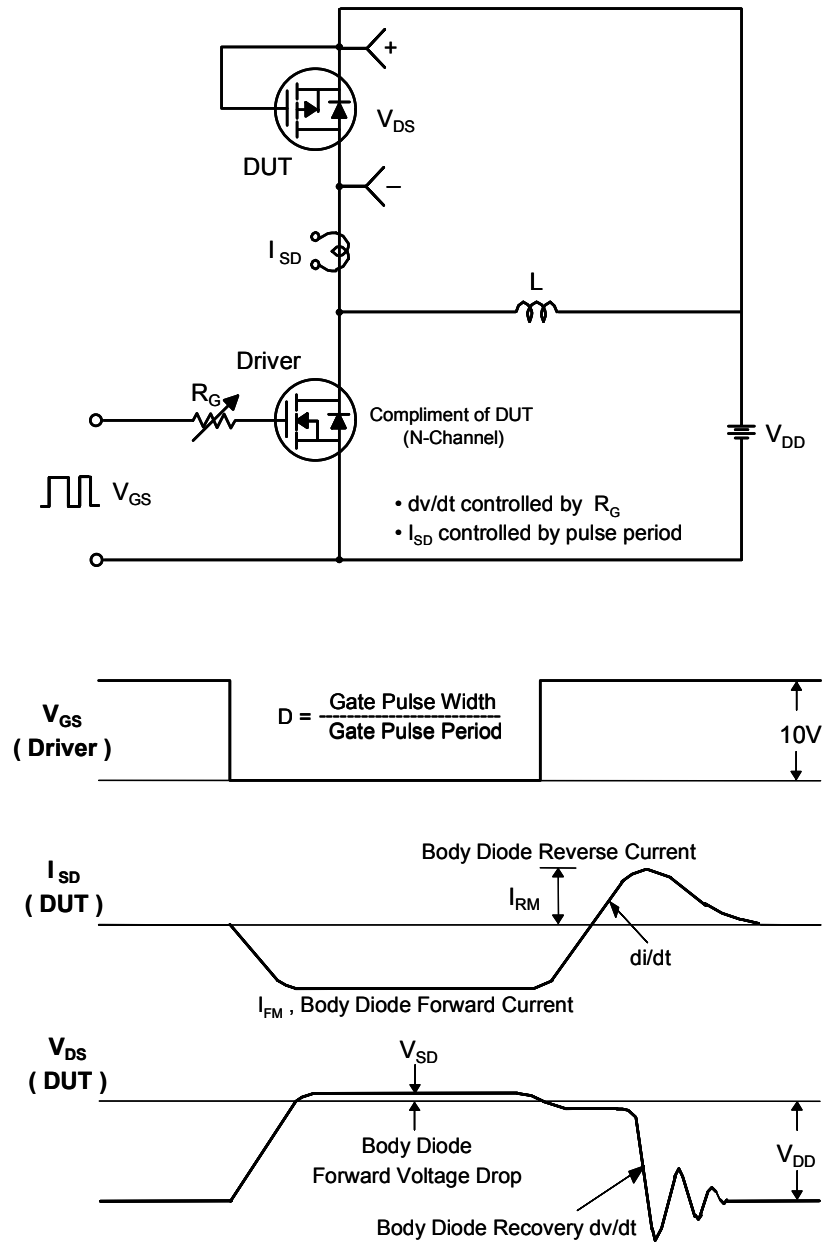 +
V_DS
DUT
–
I_SD
L
Driver
R_G
Compliment of DUT
(N-Channel)
V_DD
V_GS
• dv/dt controlled by R_G
• I_SD controlled by pulse period
V_GS
( Driver )
D = Gate Pulse Width
Gate Pulse Period
10V
Body Diode Reverse Current
I_SD
( DUT )
I_RM
di/dt
I_FM , Body Diode Forward Current
V_DS
( DUT )
V_SD
Body Diode
Forward Voltage Drop
V_DD
Body Diode Recovery dv/dt